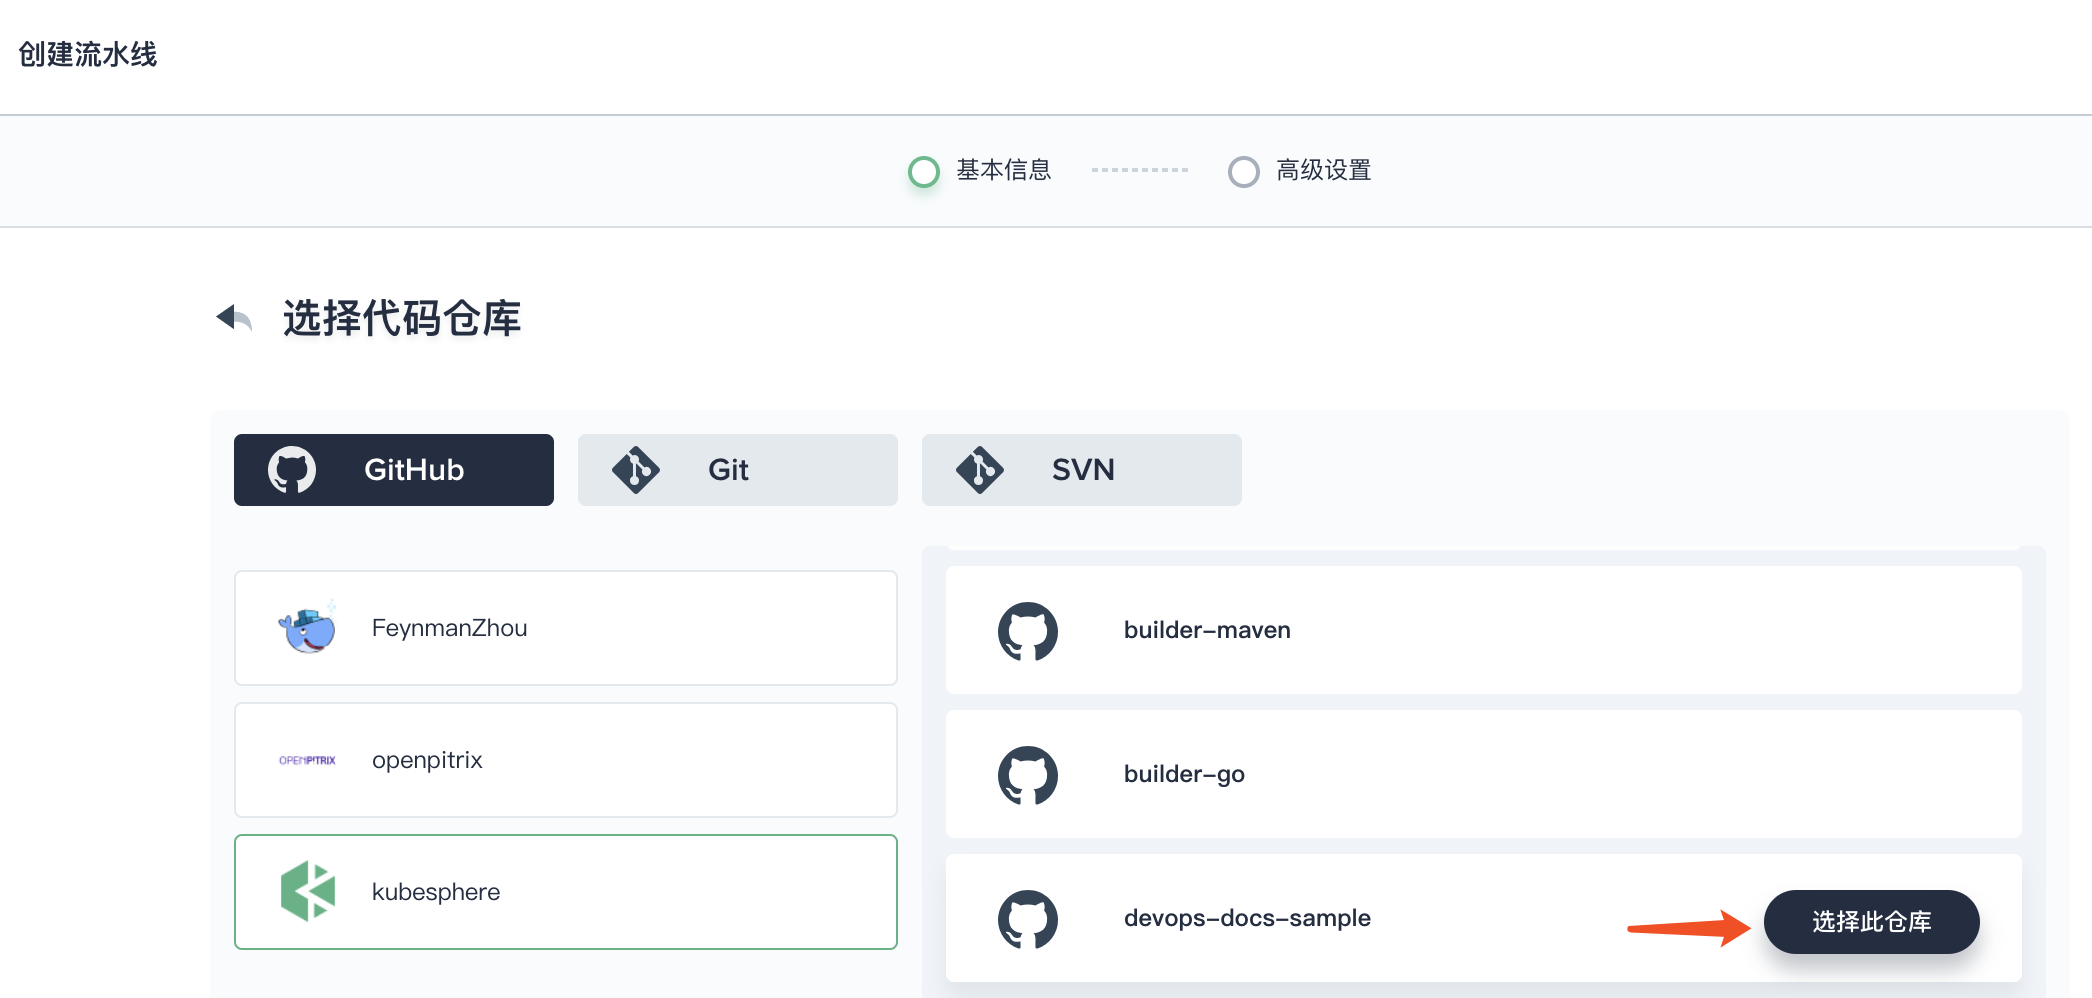 创建流水线
基本信息
高级设置
选择代码仓库
GitHub
Git
SVN
FeynmanZhou
OPENPITRIX
openpitrix
kubesphere
builder-maven
builder-go
devops-docs-sample
选择此仓库